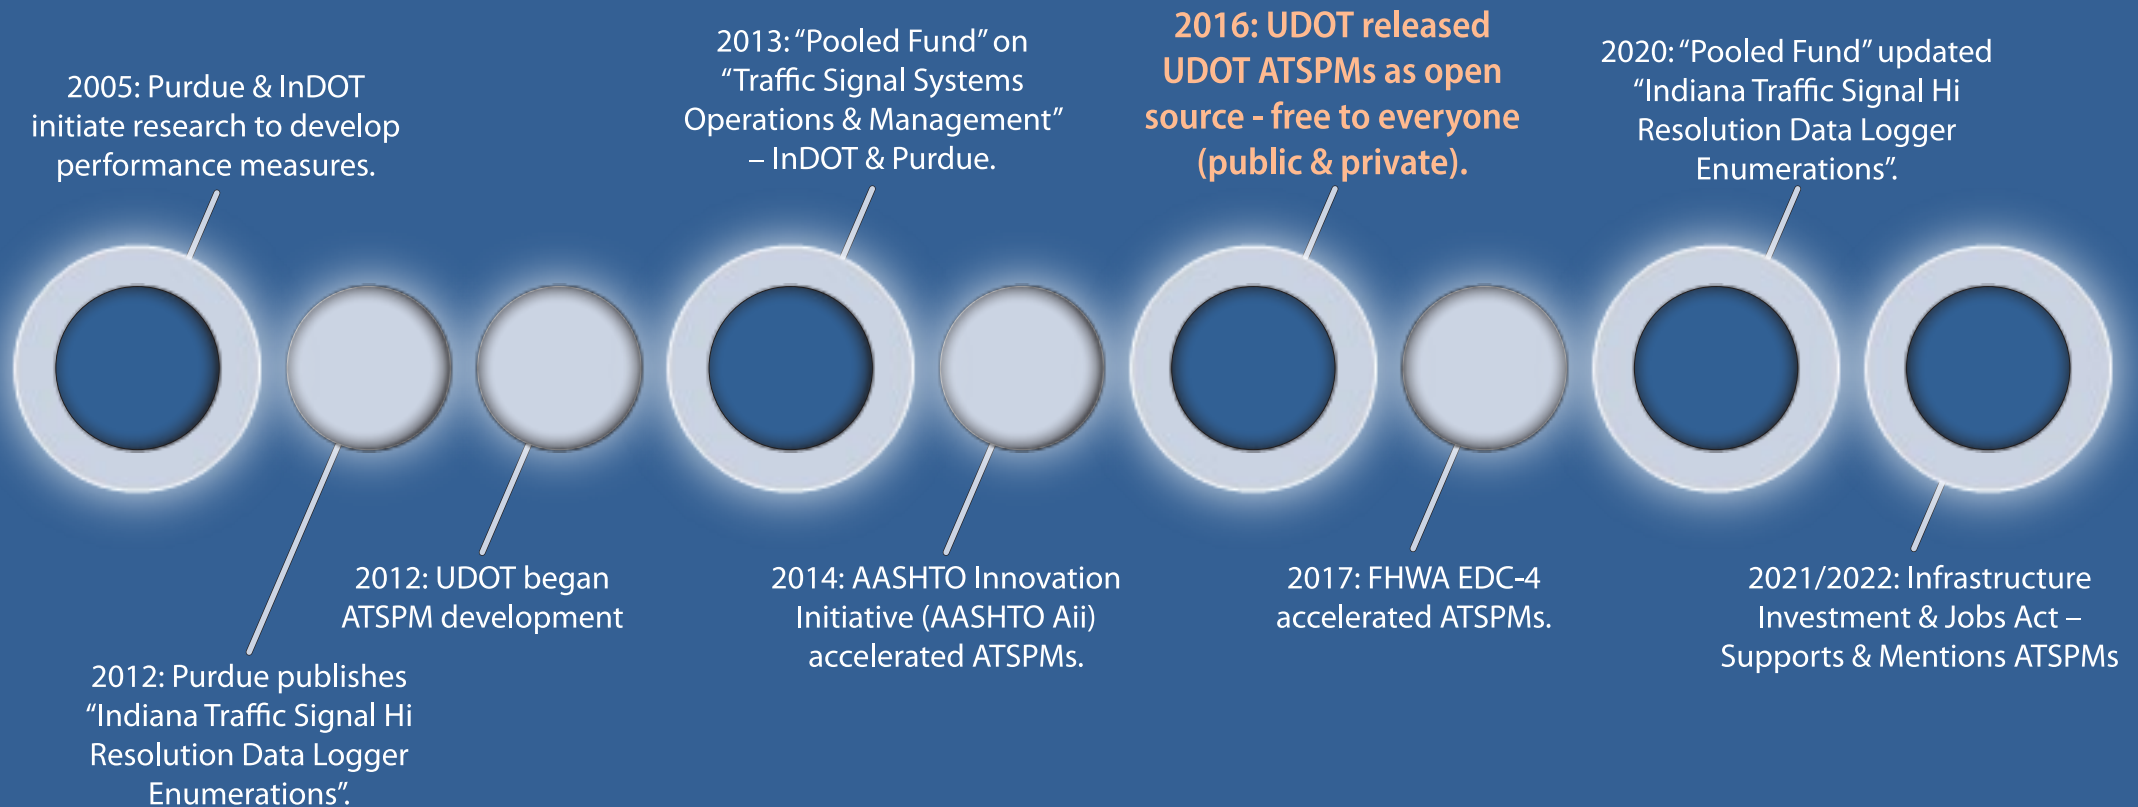 2005: Purdue & InDOT
initiate research to develop
performance measures.
2012: Purdue publishes
“Indiana Traffic Signal Hi
Resolution Data Logger
Enumerations”.
2012: UDOT began
ATSPM development
2013: “Pooled Fund” on
“Traffic Signal Systems
Operations & Management”
– InDOT & Purdue.
2014: AASHTO Innovation
Initiative (AASHTO Aii)
accelerated ATSPMs.
2016: UDOT released
UDOT ATSPMs as open
source - free to everyone
(public & private).
2017: FHWA EDC-4
accelerated ATSPMs.
2020: “Pooled Fund” updated
“Indiana Traffic Signal Hi
Resolution Data Logger
Enumerations”.
2021/2022: Infrastructure
Investment & Jobs Act –
Supports & Mentions ATSPMs